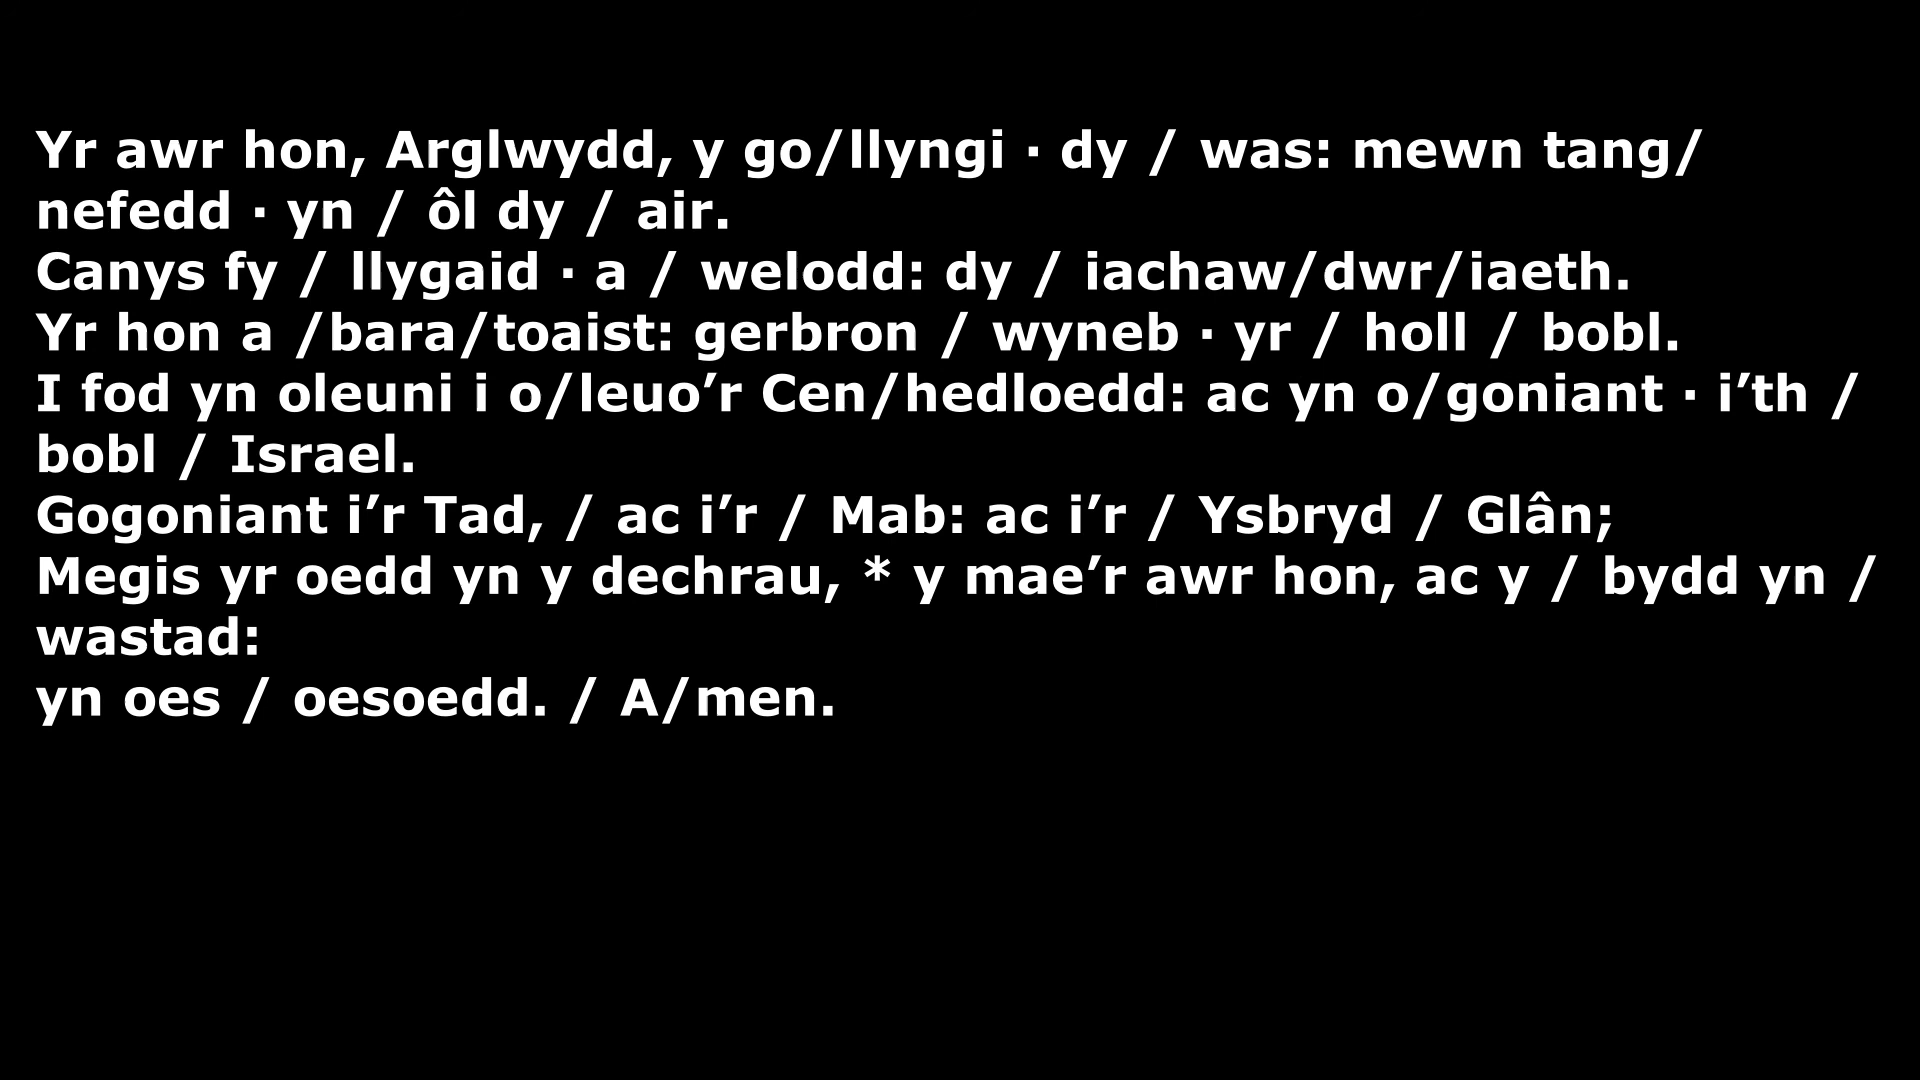 Yr awr hon, Arglwydd, y go/llyngi · dy / was: mewn tang/
nefedd · yn / ôl dy / air.
Canys fy / llygaid · a / welodd: dy / iachaw/dwr/iaeth.
Yr hon a /bara/toaist: gerbron / wyneb · yr / holl / bobl.
I fod yn oleuni i o/leuo’r Cen/hedloedd: ac yn o/goniant · i’th /
bobl / Israel.
Gogoniant i’r Tad, / ac i’r / Mab: ac i’r / Ysbryd / Glân;
Megis yr oedd yn y dechrau, * y mae’r awr hon, ac y / bydd yn /
wastad:
yn oes / oesoedd. / A/men.